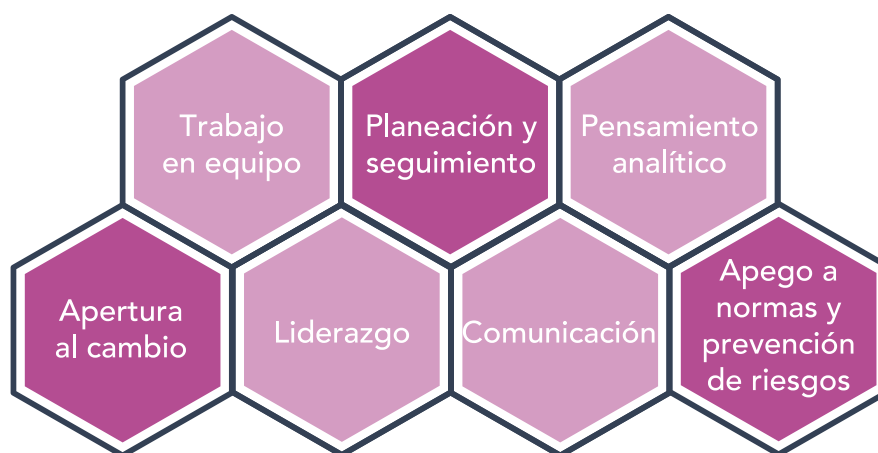 Trabajo
en equipo
Planeación y
seguimiento
Pensamiento
analítico
Apertura
al cambio
Liderazgo
Comunicación
Apego a
normas y
prevención
de riesgos